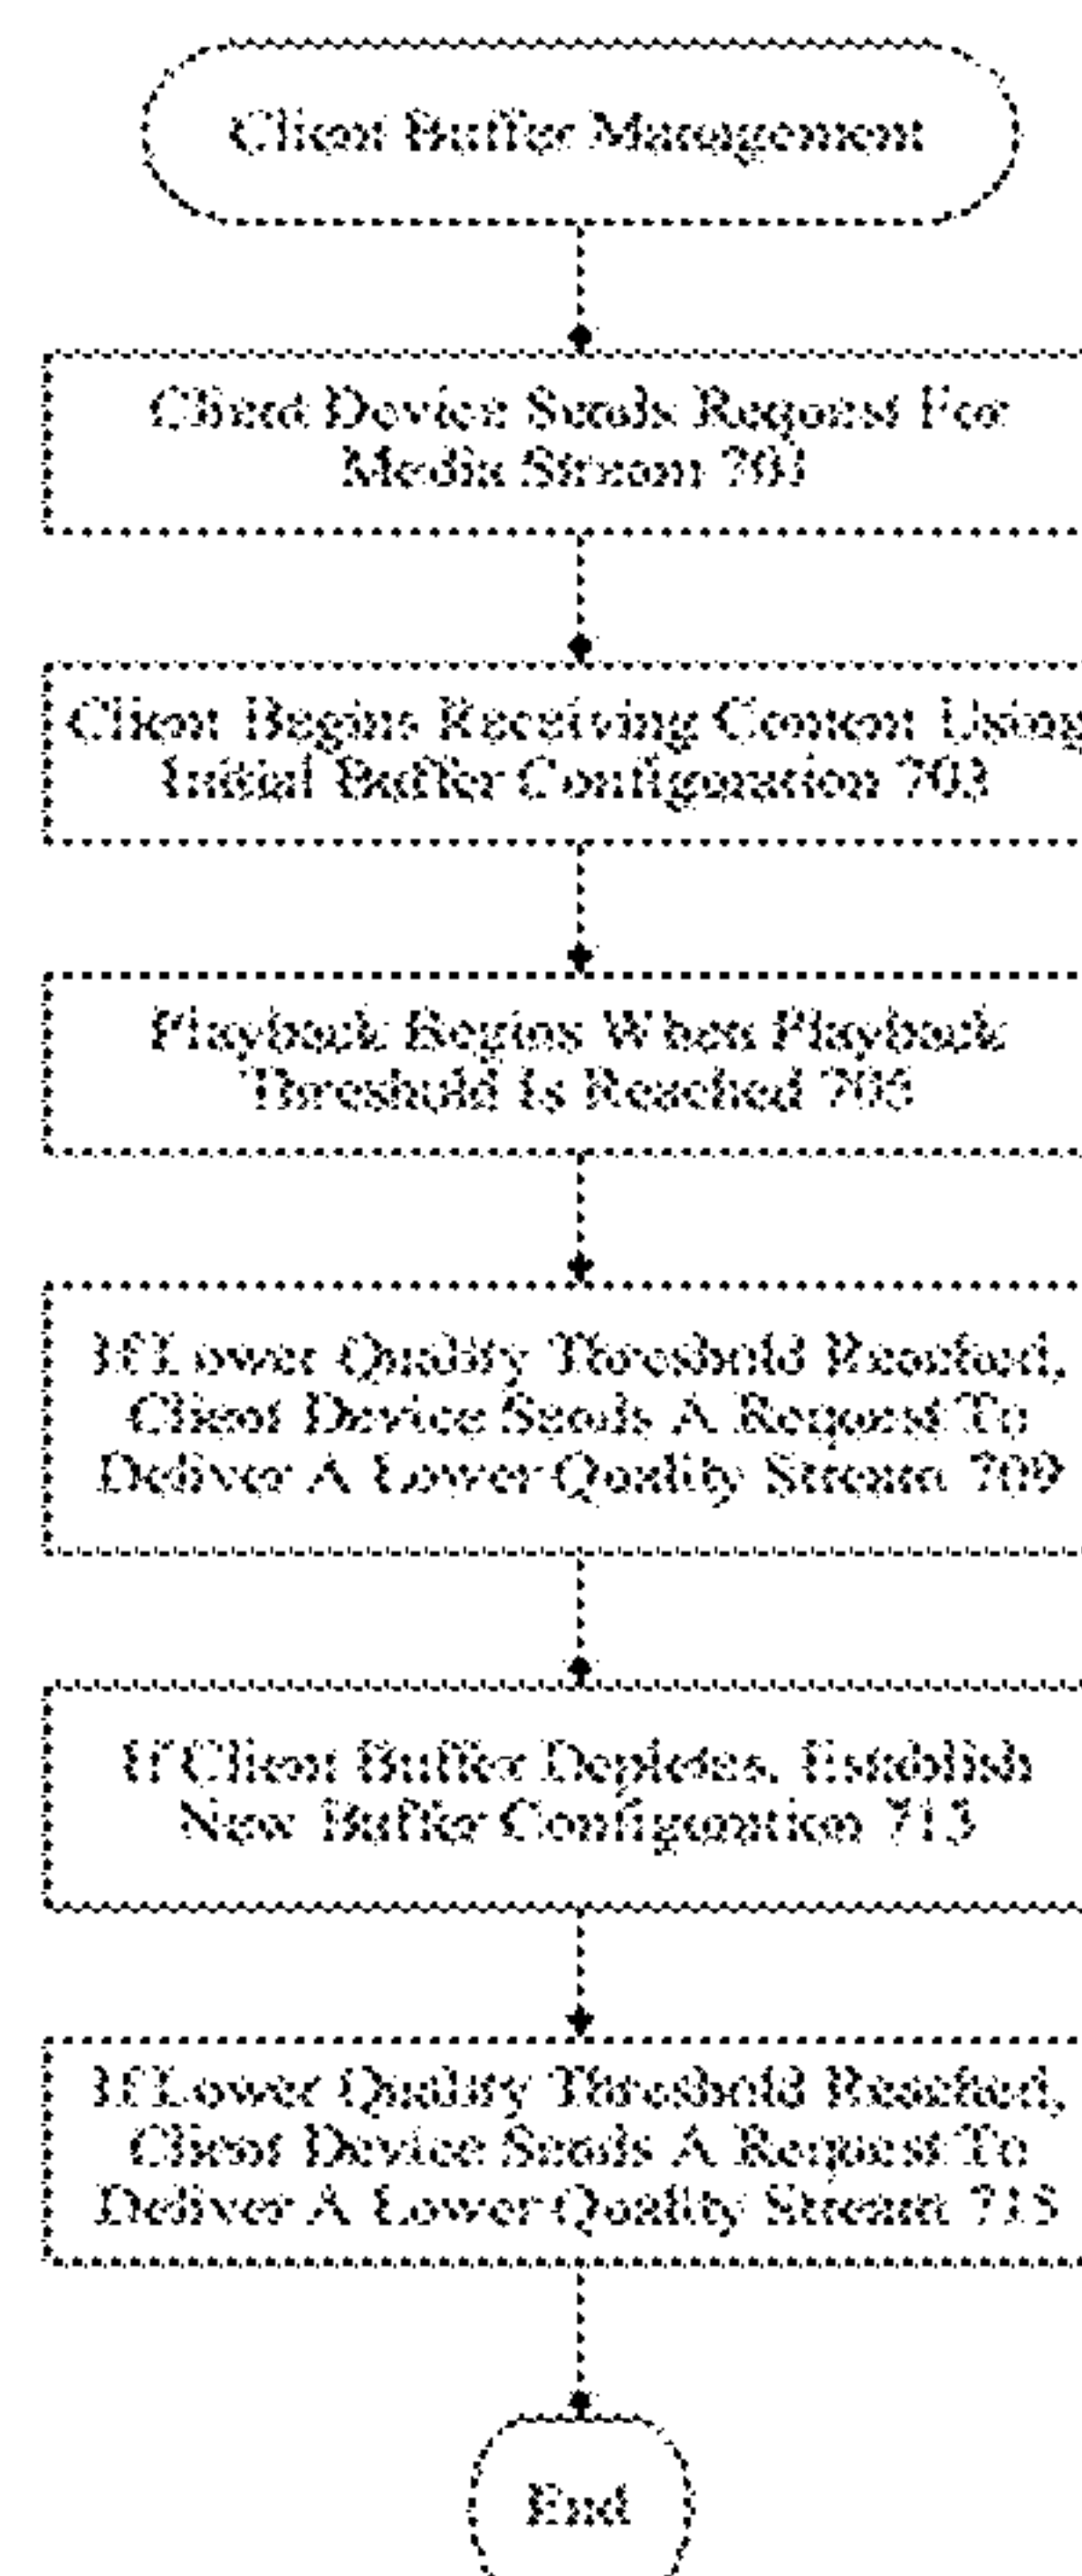 Client Buffer Management
Client Device Sends Request For
Media Stream 701
Client Begins Receiving Content Using
Initial Buffer Configuration 703
Playback Begins When Playback
Threshold Is Reached 705
If Lower Quality Threshold Reached,
Client Device Sends A Request To
Deliver A Lower Quality Stream 709
If Client Buffer Depletes, Establish
New Buffer Configuration 713
If Lower Quality Threshold Reached,
Client Device Sends A Request To
Deliver A Lower Quality Stream 715
End